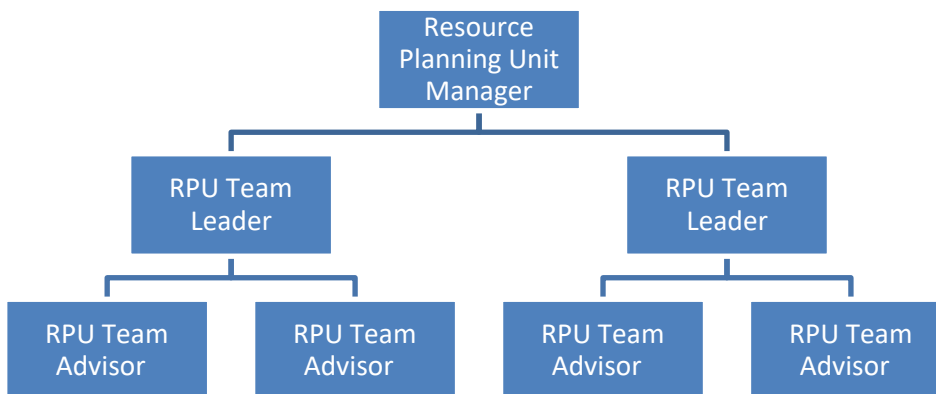 Resource
Planning Unit
Manager
RPU Team
Leader
RPU Team
Leader
RPU Team
Advisor
RPU Team
Advisor
RPU Team
Advisor
RPU Team
Advisor